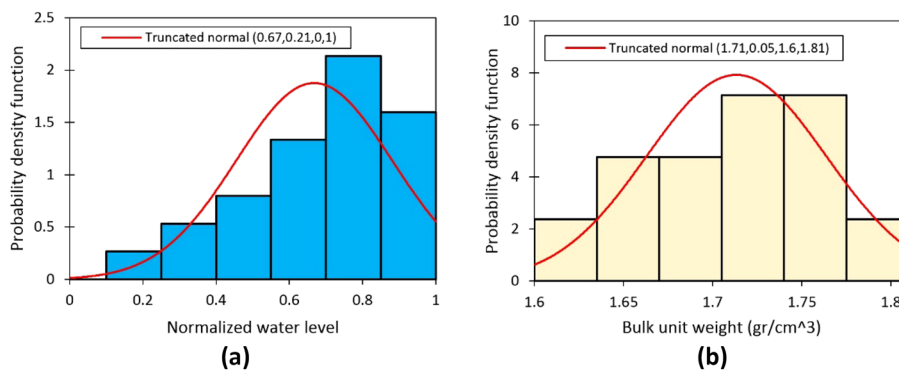 2.5
Truncated normal (0.67,0.21,0,1)
2
1.5
1
0.5
0
0 0.2 0.4 0.6 0.8 1
Probability density function
Normalized water level
(a)
10
Truncated normal (1.71,0.05,1.6,1.81)
8
6
4
2
0
1.6 1.65 1.7 1.75 1.8
Probability density function
Bulk unit weight (gr/cm^3)
(b)